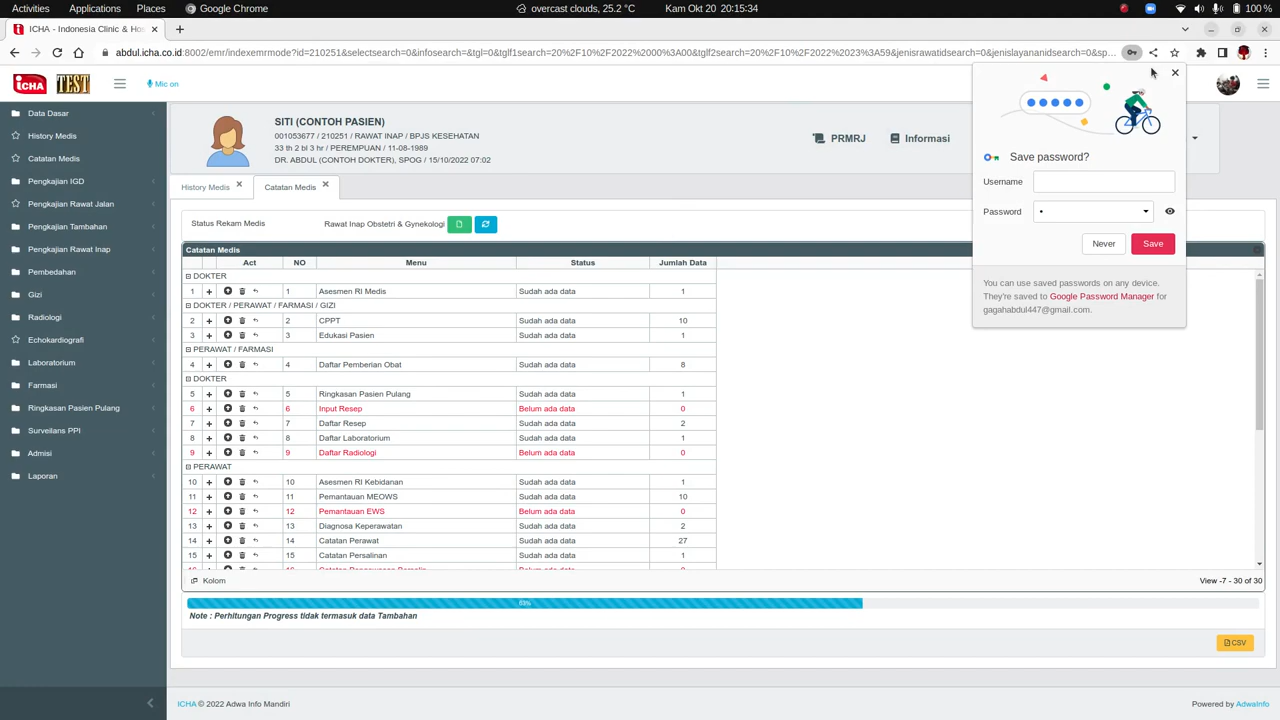 Activities Applications Places Google Chrome 00:00:00 25.2 °C Kam Okt 20 10:15:34 100 %
ICHA - Indonesia Clinic & Hos
abdul.icha.co.id:8002/emr/indexemrmode?id=210251&selectsearch=0&infosearch=&tgl=0&tglf1search=20%2F10%2F2022%2000%3A00&tglf2search=20%2F10%2F2022%2023%3A59&jenisrawatidsearch=0&jenislayananidsearch=0&sp...
ICHA TEST Mic on
Data Dasar
History Medis
Catatan Medis
Pengkajian IGD
Pengkajian Rawat Jalan
Pengkajian Tambahan
Pengkajian Rawat Inap
Pembedahan
Gizi
Radiologi
Echokardiografi
Laboratorium
Farmasi
Ringkasan Pasien Pulang
Surveilans PPI
Admisi
Laporan
SITI (CONTOH PASIEN)
001053677 / 210251 / RAWAT INAP / BPJS KESEHATAN
33 th 2 bl 3 hr / PEREMPUAN / 11-08-1989
DR. ABDUL (CONTOH DOKTER), SPOG / 15/10/2022 07:02
PRMRJ Informasi
History Medis Catatan Medis
Status Rekam Medis Rawat Inap Obstetri & Gynekologi
Catatan Medis
Act NO Menu Status Jumlah Data
DOKTER
1 1 Asesmen RI Medis Sudah ada data 1
DOKTER / PERAWAT / FARMASI / GIZI
2 2 CPPT Sudah ada data 10
3 3 Edukasi Pasien Sudah ada data 1
PERAWAT / FARMASI
4 4 Daftar Pemberian Obat Sudah ada data 8
DOKTER
5 5 Ringkasan Pasien Pulang Sudah ada data 1
6 6 Input Resep Belum ada data 0
7 7 Daftar Resep Sudah ada data 2
8 8 Daftar Laboratorium Sudah ada data 1
9 9 Daftar Radiologi Belum ada data 0
PERAWAT
10 10 Asesmen RI Kebidanan Sudah ada data 1
11 11 Pemantauan MEOWS Sudah ada data 10
12 12 Pemantauan EWS Belum ada data 0
13 13 Diagnosa Keperawatan Sudah ada data 2
14 14 Catatan Perawat Sudah ada data 27
15 15 Catatan Persalinan Sudah ada data 1
Kolom View -7 - 30 of 30
63%
Note : Perhitungan Progress tidak termasuk data Tambahan
CSV
ICHA © 2022 Adwa Info Mandiri Powered by AdwaInfo
Save password?
Username
Password
Never Save
You can use saved passwords on any device.
They're saved to Google Password Manager for
gagahabdul447@gmail.com.